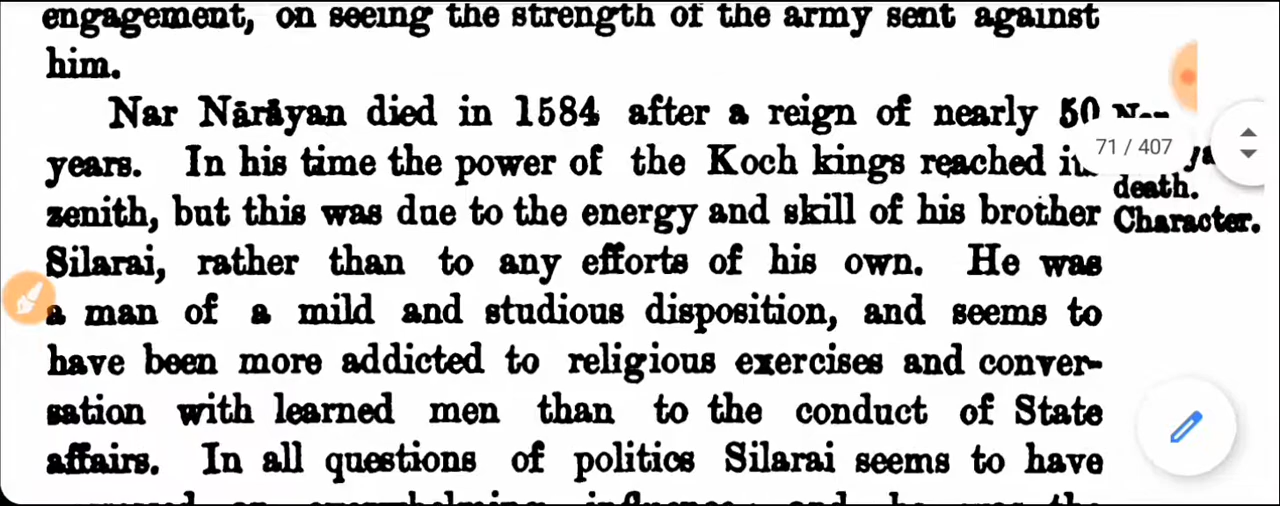 engagement, on seeing the strength of the army sent against
him.
Nar Nārāyan died in 1584 after a reign of nearly 50
years. In his time the power of the Koch kings reached
zenith, but this was due to the energy and skill of his brother
Silarai, rather than to any efforts of his own. He was
a man of a mild and studious disposition, and seems to
have been more addicted to religious exercises and conver-
sation with learned men than to the conduct of State
affairs. In all questions of politics Silarai seems to have
71 / 407
death.
Character.